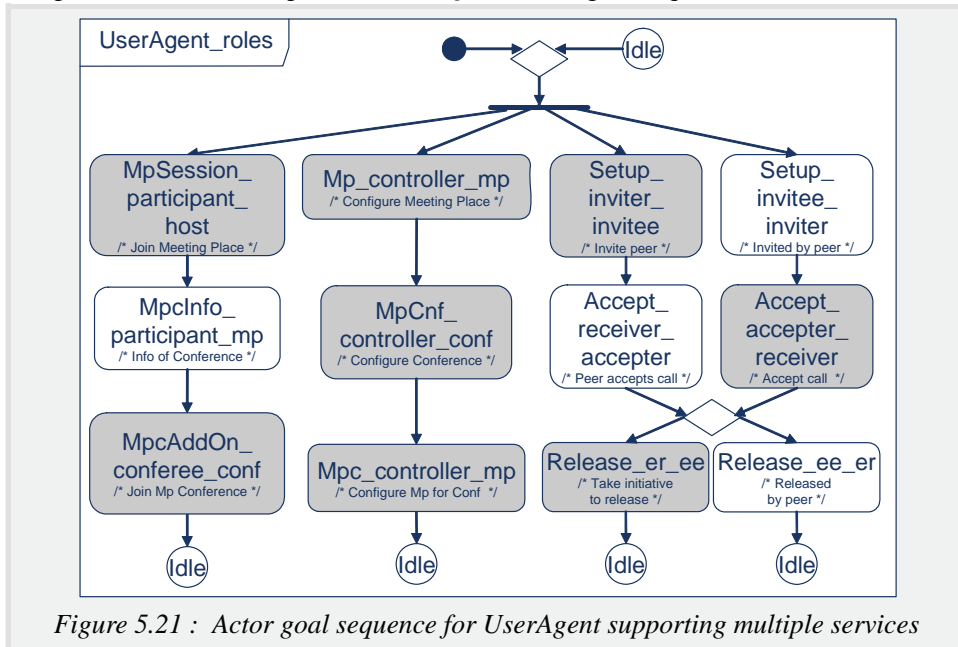 UserAgent_roles
Idle
MpSession_
participant_
host
/* Join Meeting Place */
Mp_controller_mp
/* Configure Meeting Place */
Setup_
inviter_
invitee
/* Invite peer */
Setup_
invitee_
inviter
/* Invited by peer */
MpcInfo_
participant_mp
/* Info of Conference */
MpCnf_
controller_conf
/* Configure Conference */
Accept_
receiver_
accepter
/* Peer accepts call */
Accept_
accepter_
receiver
/* Accept call */
MpcAddOn_
conferee_conf
/* Join Mp Conference */
Mpc_controller_mp
/* Configure Mp for Conf */
Release_er_ee
/* Take initiative
to release */
Release_ee_er
/* Released
by peer */
Idle
Idle
Idle
Idle
Figure 5.21 : Actor goal sequence for UserAgent supporting multiple services